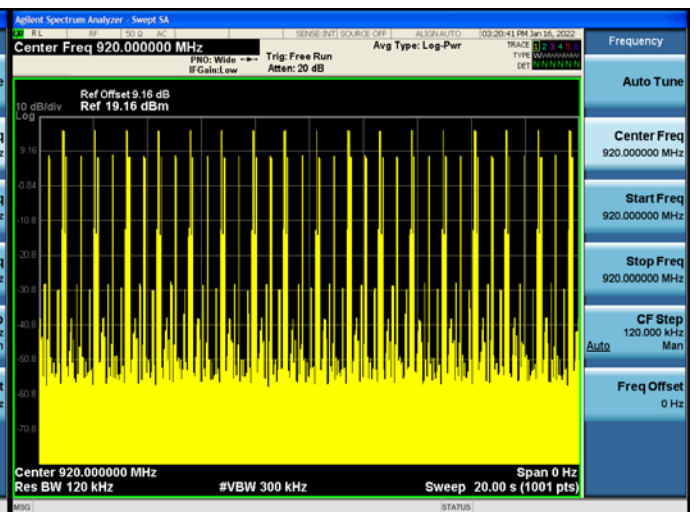 Agilent Spectrum Analyzer - Swept SA
RL RF 50 Ω AC SENSE:INT SOURCE OFF ALIGN AUTO 03:20:41 PM Jan 16, 2022
Center Freq 920.000000 MHz
Avg Type: Log-Pwr
TRACE 1 2 3 4 5 6
TYPE
DET N N N N N N
PNO: Wide
IFGain:Low
Trig: Free Run
Atten: 20 dB
Ref Offset 9.16 dB
Ref 19.16 dBm
10 dB/div
Log
9.16
-0.84
-10.8
-20.8
-30.8
-40.8
-50.8
-60.8
-70.8
Center 920.000000 MHz
Span 0 Hz
Res BW 120 kHz
#VBW 300 kHz
Sweep 20.00 s (1001 pts)
MSG
STATUS
Frequency
Auto Tune
Center Freq
920.000000 MHz
Start Freq
920.000000 MHz
Stop Freq
920.000000 MHz
CF Step
120.000 kHz
Auto Man
Freq Offset
0 Hz